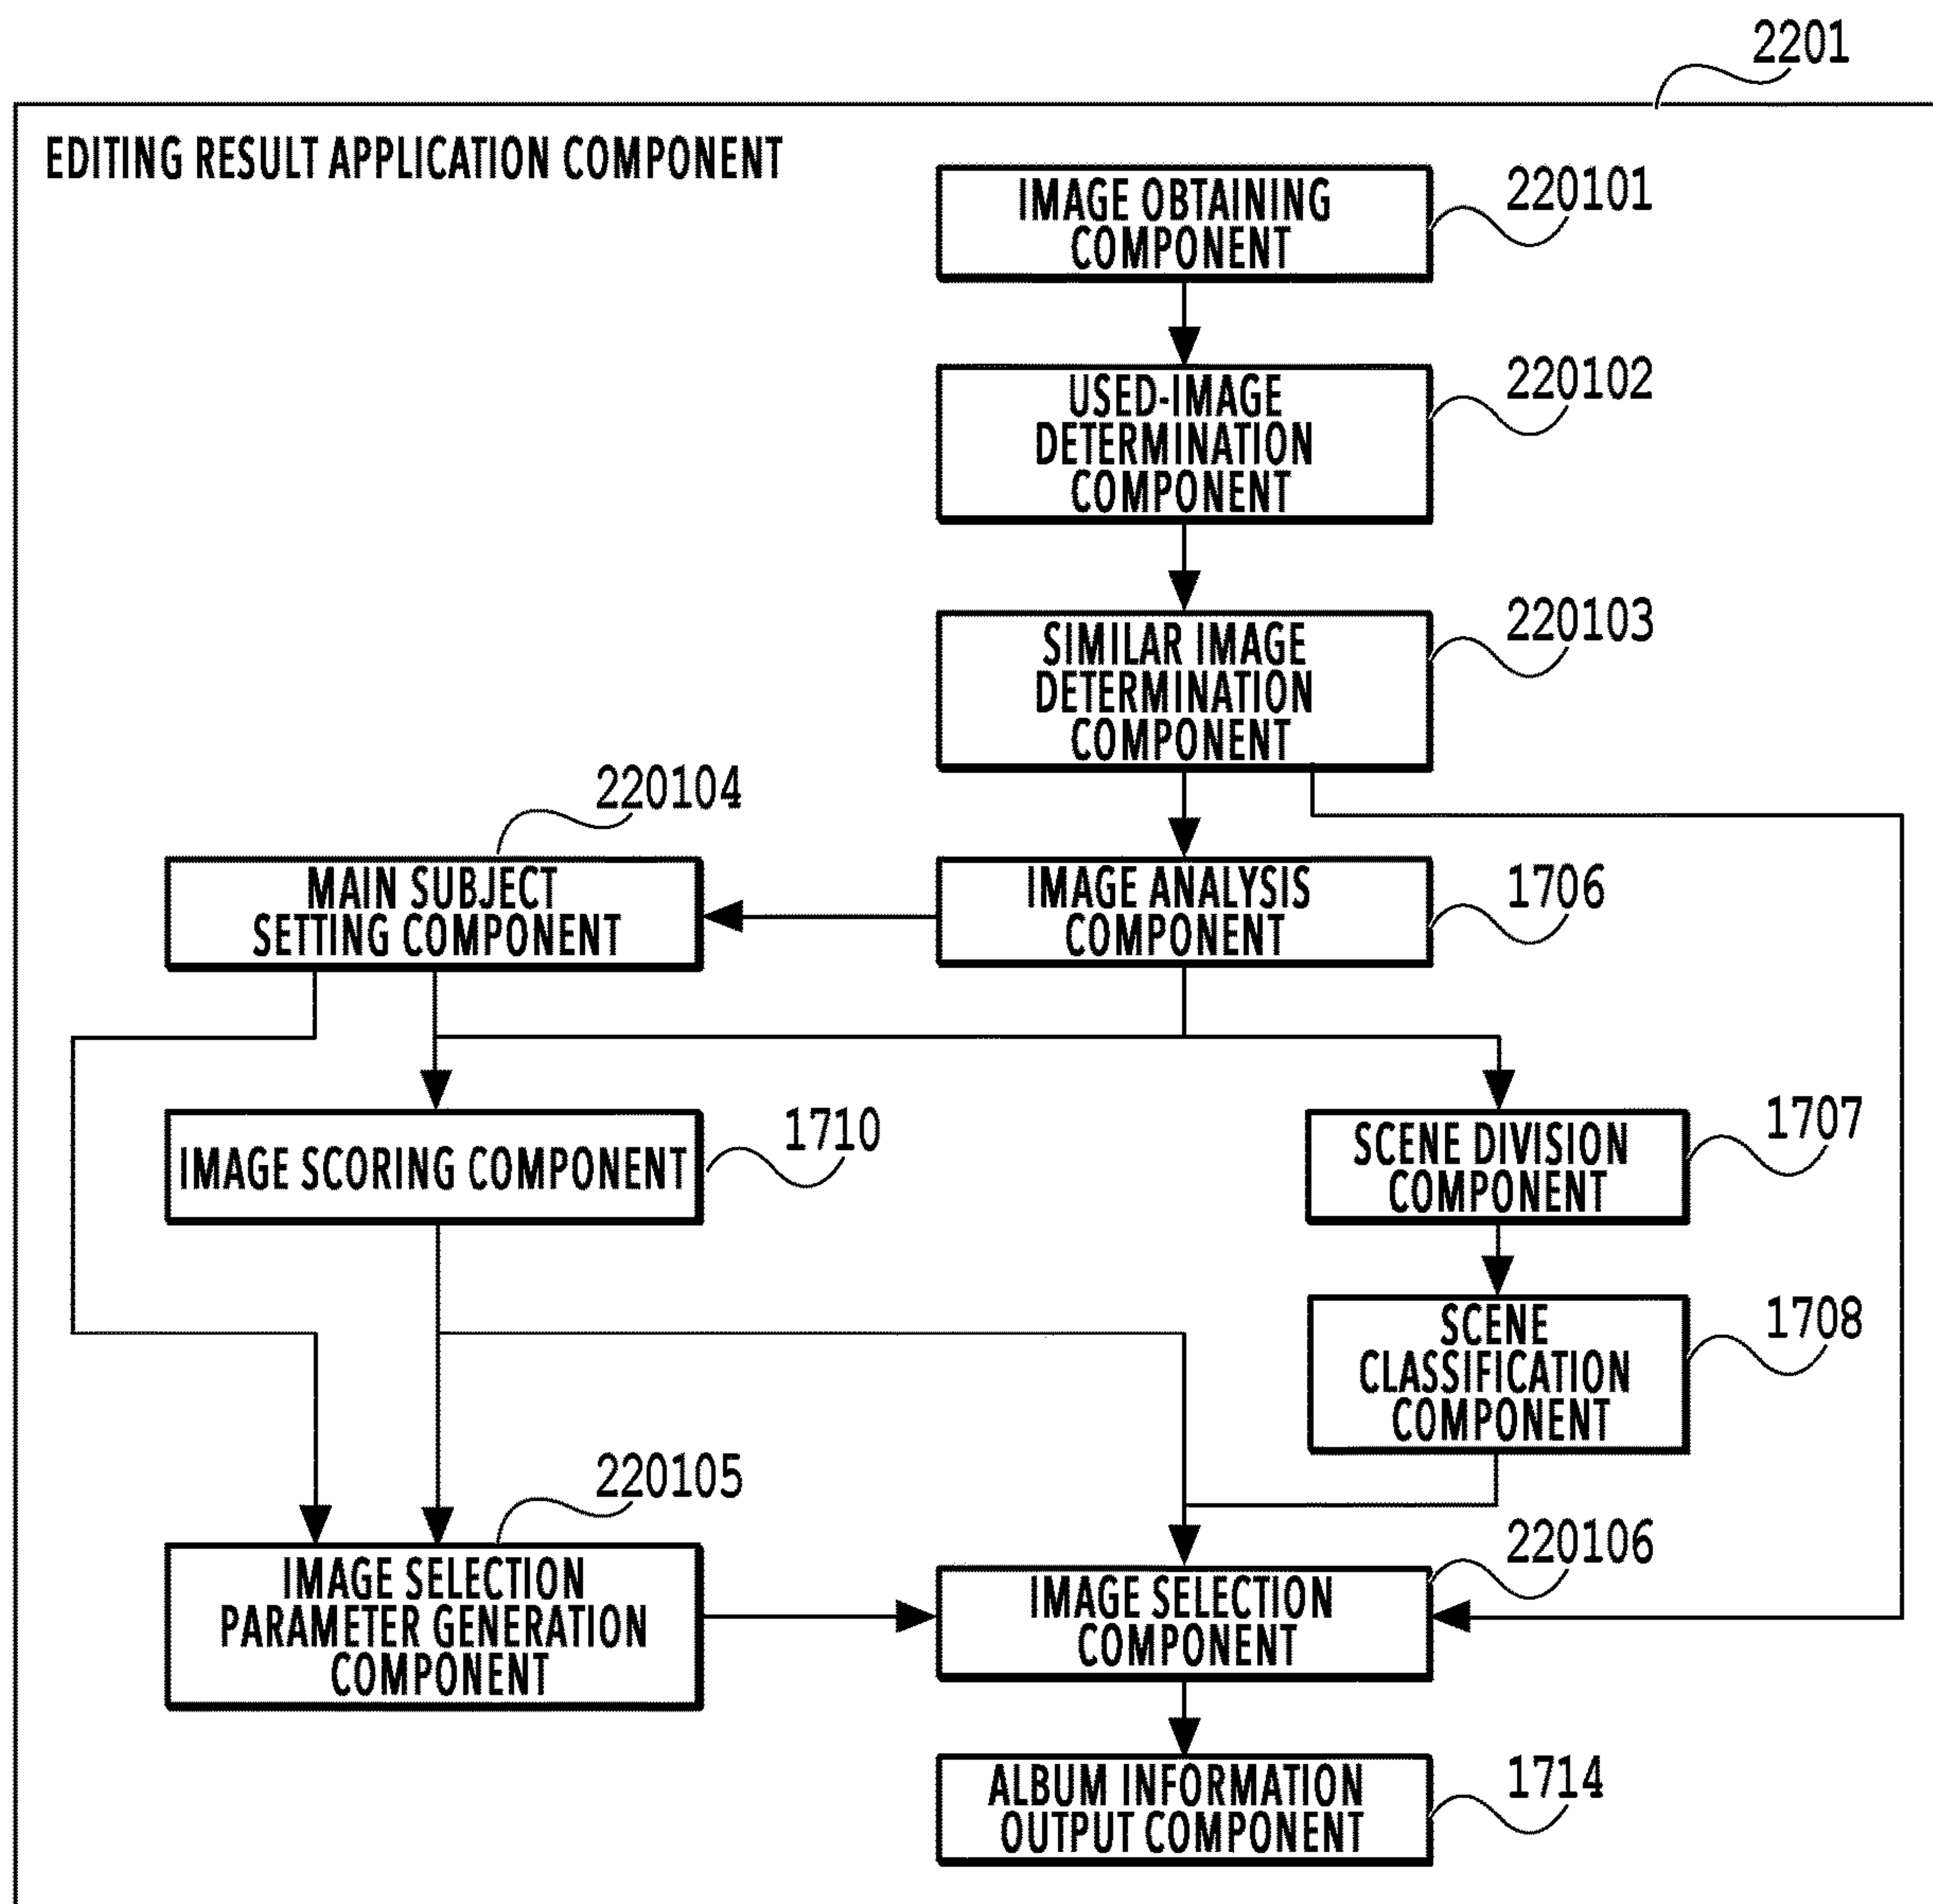 2201
EDITING RESULT APPLICATION COMPONENT
IMAGE OBTAINING
COMPONENT
220101
USED-IMAGE
DETERMINATION
COMPONENT
220102
SIMILAR IMAGE
DETERMINATION
COMPONENT
220103
220104
MAIN SUBJECT
SETTING COMPONENT
IMAGE ANALYSIS
COMPONENT
1706
IMAGE SCORING COMPONENT
1710
SCENE DIVISION
COMPONENT
1707
SCENE
CLASSIFICATION
COMPONENT
1708
220105
IMAGE SELECTION
PARAMETER GENERATION
COMPONENT
IMAGE SELECTION
COMPONENT
220106
ALBUM INFORMATION
OUTPUT COMPONENT
1714